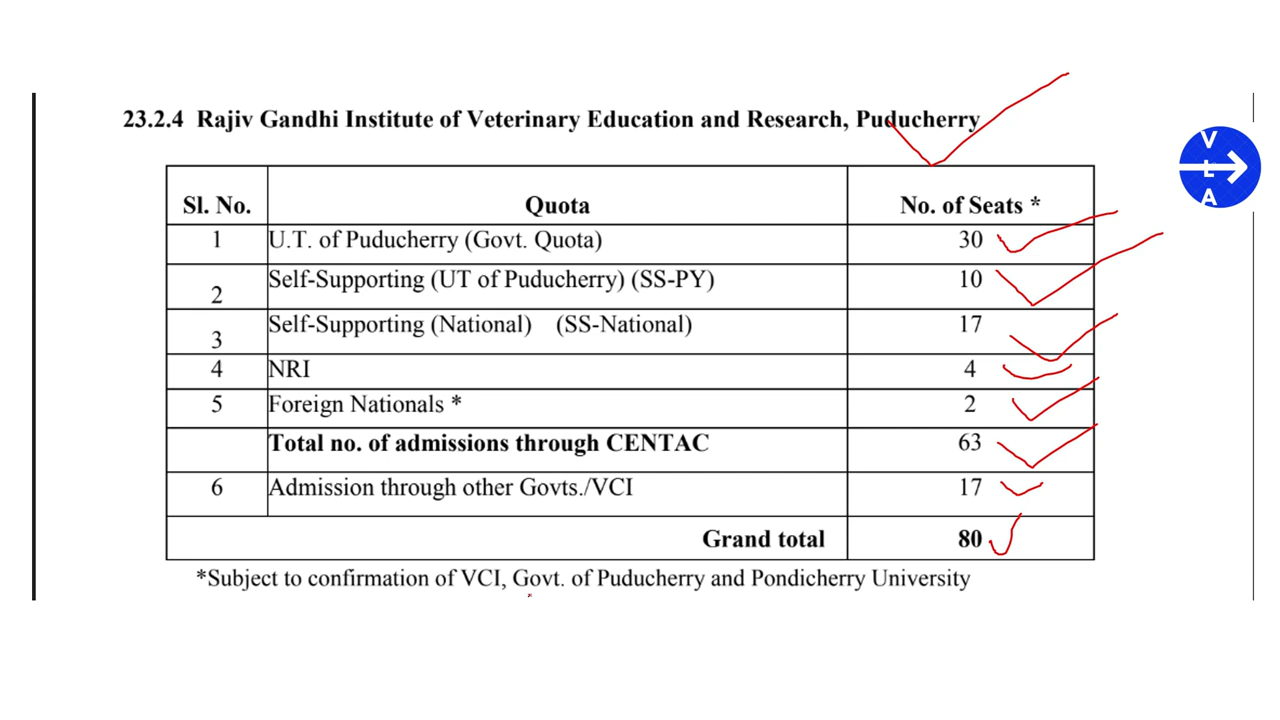 23.2.4 Rajiv Gandhi Institute of Veterinary Education and Research, Puducherry
Sl. No. Quota No. of Seats *
1 U.T. of Puducherry (Govt. Quota) 30
2 Self-Supporting (UT of Puducherry) (SS-PY) 10
3 Self-Supporting (National) (SS-National) 17
4 NRI 4
5 Foreign Nationals * 2
Total no. of admissions through CENTAC 63
6 Admission through other Govts./VCI 17
Grand total 80
*Subject to confirmation of VCI, Govt. of Puducherry and Pondicherry University
V
L
A